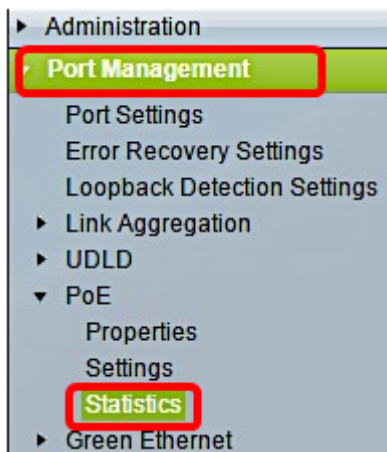 Administration
Port Management
Port Settings
Error Recovery Settings
Loopback Detection Settings
Link Aggregation
UDLD
PoE
Properties
Settings
Statistics
Green Ethernet